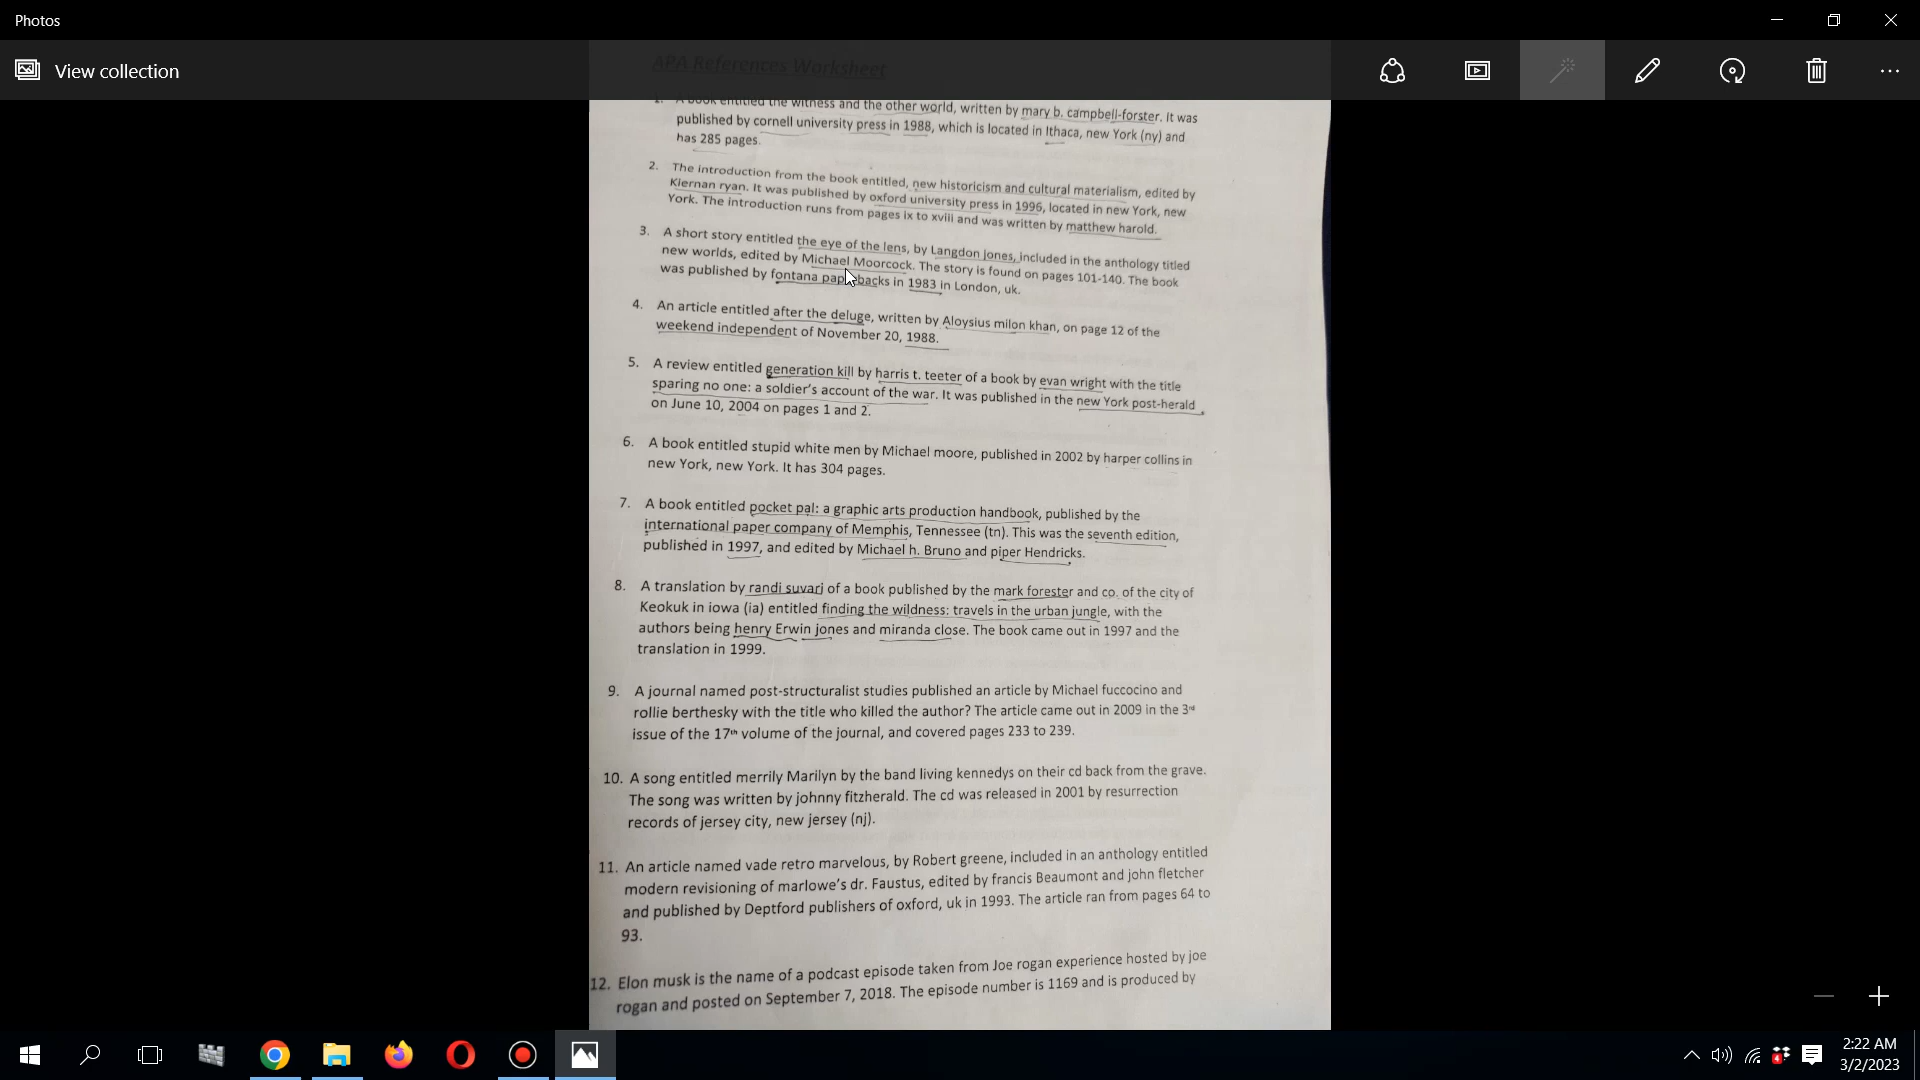 Photos
View collection
APA References Worksheet
1. A book entitled the witness and the other world, written by mary b. campbell-forster. It was
published by cornell university press in 1988, which is located in Ithaca, new York (ny) and
has 285 pages.
2. The introduction from the book entitled, new historicism and cultural materialism, edited by
Kiernan ryan. It was published by oxford university press in 1996, located in new York, new
York. The introduction runs from pages ix to xviii and was written by matthew harold.
3. A short story entitled the eye of the lens, by Langdon jones, included in the anthology titled
new worlds, edited by Michael Moorcock. The story is found on pages 101-140. The book
was published by fontana paperbacks in 1983 in London, uk.
4. An article entitled after the deluge, written by Aloysius milon khan, on page 12 of the
weekend independent of November 20, 1988.
5. A review entitled generation kill by harris t. teeter of a book by evan wright with the title
sparing no one: a soldier's account of the war. It was published in the new York post-herald
on June 10, 2004 on pages 1 and 2.
6. A book entitled stupid white men by Michael moore, published in 2002 by harper collins in
new York, new York. It has 304 pages.
7. A book entitled pocket pal: a graphic arts production handbook, published by the
international paper company of Memphis, Tennessee (tn). This was the seventh edition,
published in 1997, and edited by Michael h. Bruno and piper Hendricks.
8. A translation by randi suvari of a book published by the mark forester and co. of the city of
Keokuk in iowa (ia) entitled finding the wildness: travels in the urban jungle, with the
authors being henry Erwin jones and miranda close. The book came out in 1997 and the
translation in 1999.
9. A journal named post-structuralist studies published an article by Michael fuccocino and
rollie berthesky with the title who killed the author? The article came out in 2009 in the 3rd
issue of the 17th volume of the journal, and covered pages 233 to 239.
10. A song entitled merrily Marilyn by the band living kennedys on their cd back from the grave.
The song was written by johnny fitzherald. The cd was released in 2001 by resurrection
records of jersey city, new jersey (nj).
11. An article named vade retro marvelous, by Robert greene, included in an anthology entitled
modern revisioning of marlowe's dr. Faustus, edited by francis Beaumont and john fletcher
and published by Deptford publishers of oxford, uk in 1993. The article ran from pages 64 to
93.
12. Elon musk is the name of a podcast episode taken from Joe rogan experience hosted by joe
rogan and posted on September 7, 2018. The episode number is 1169 and is produced by
4
2:22 AM
3/2/2023